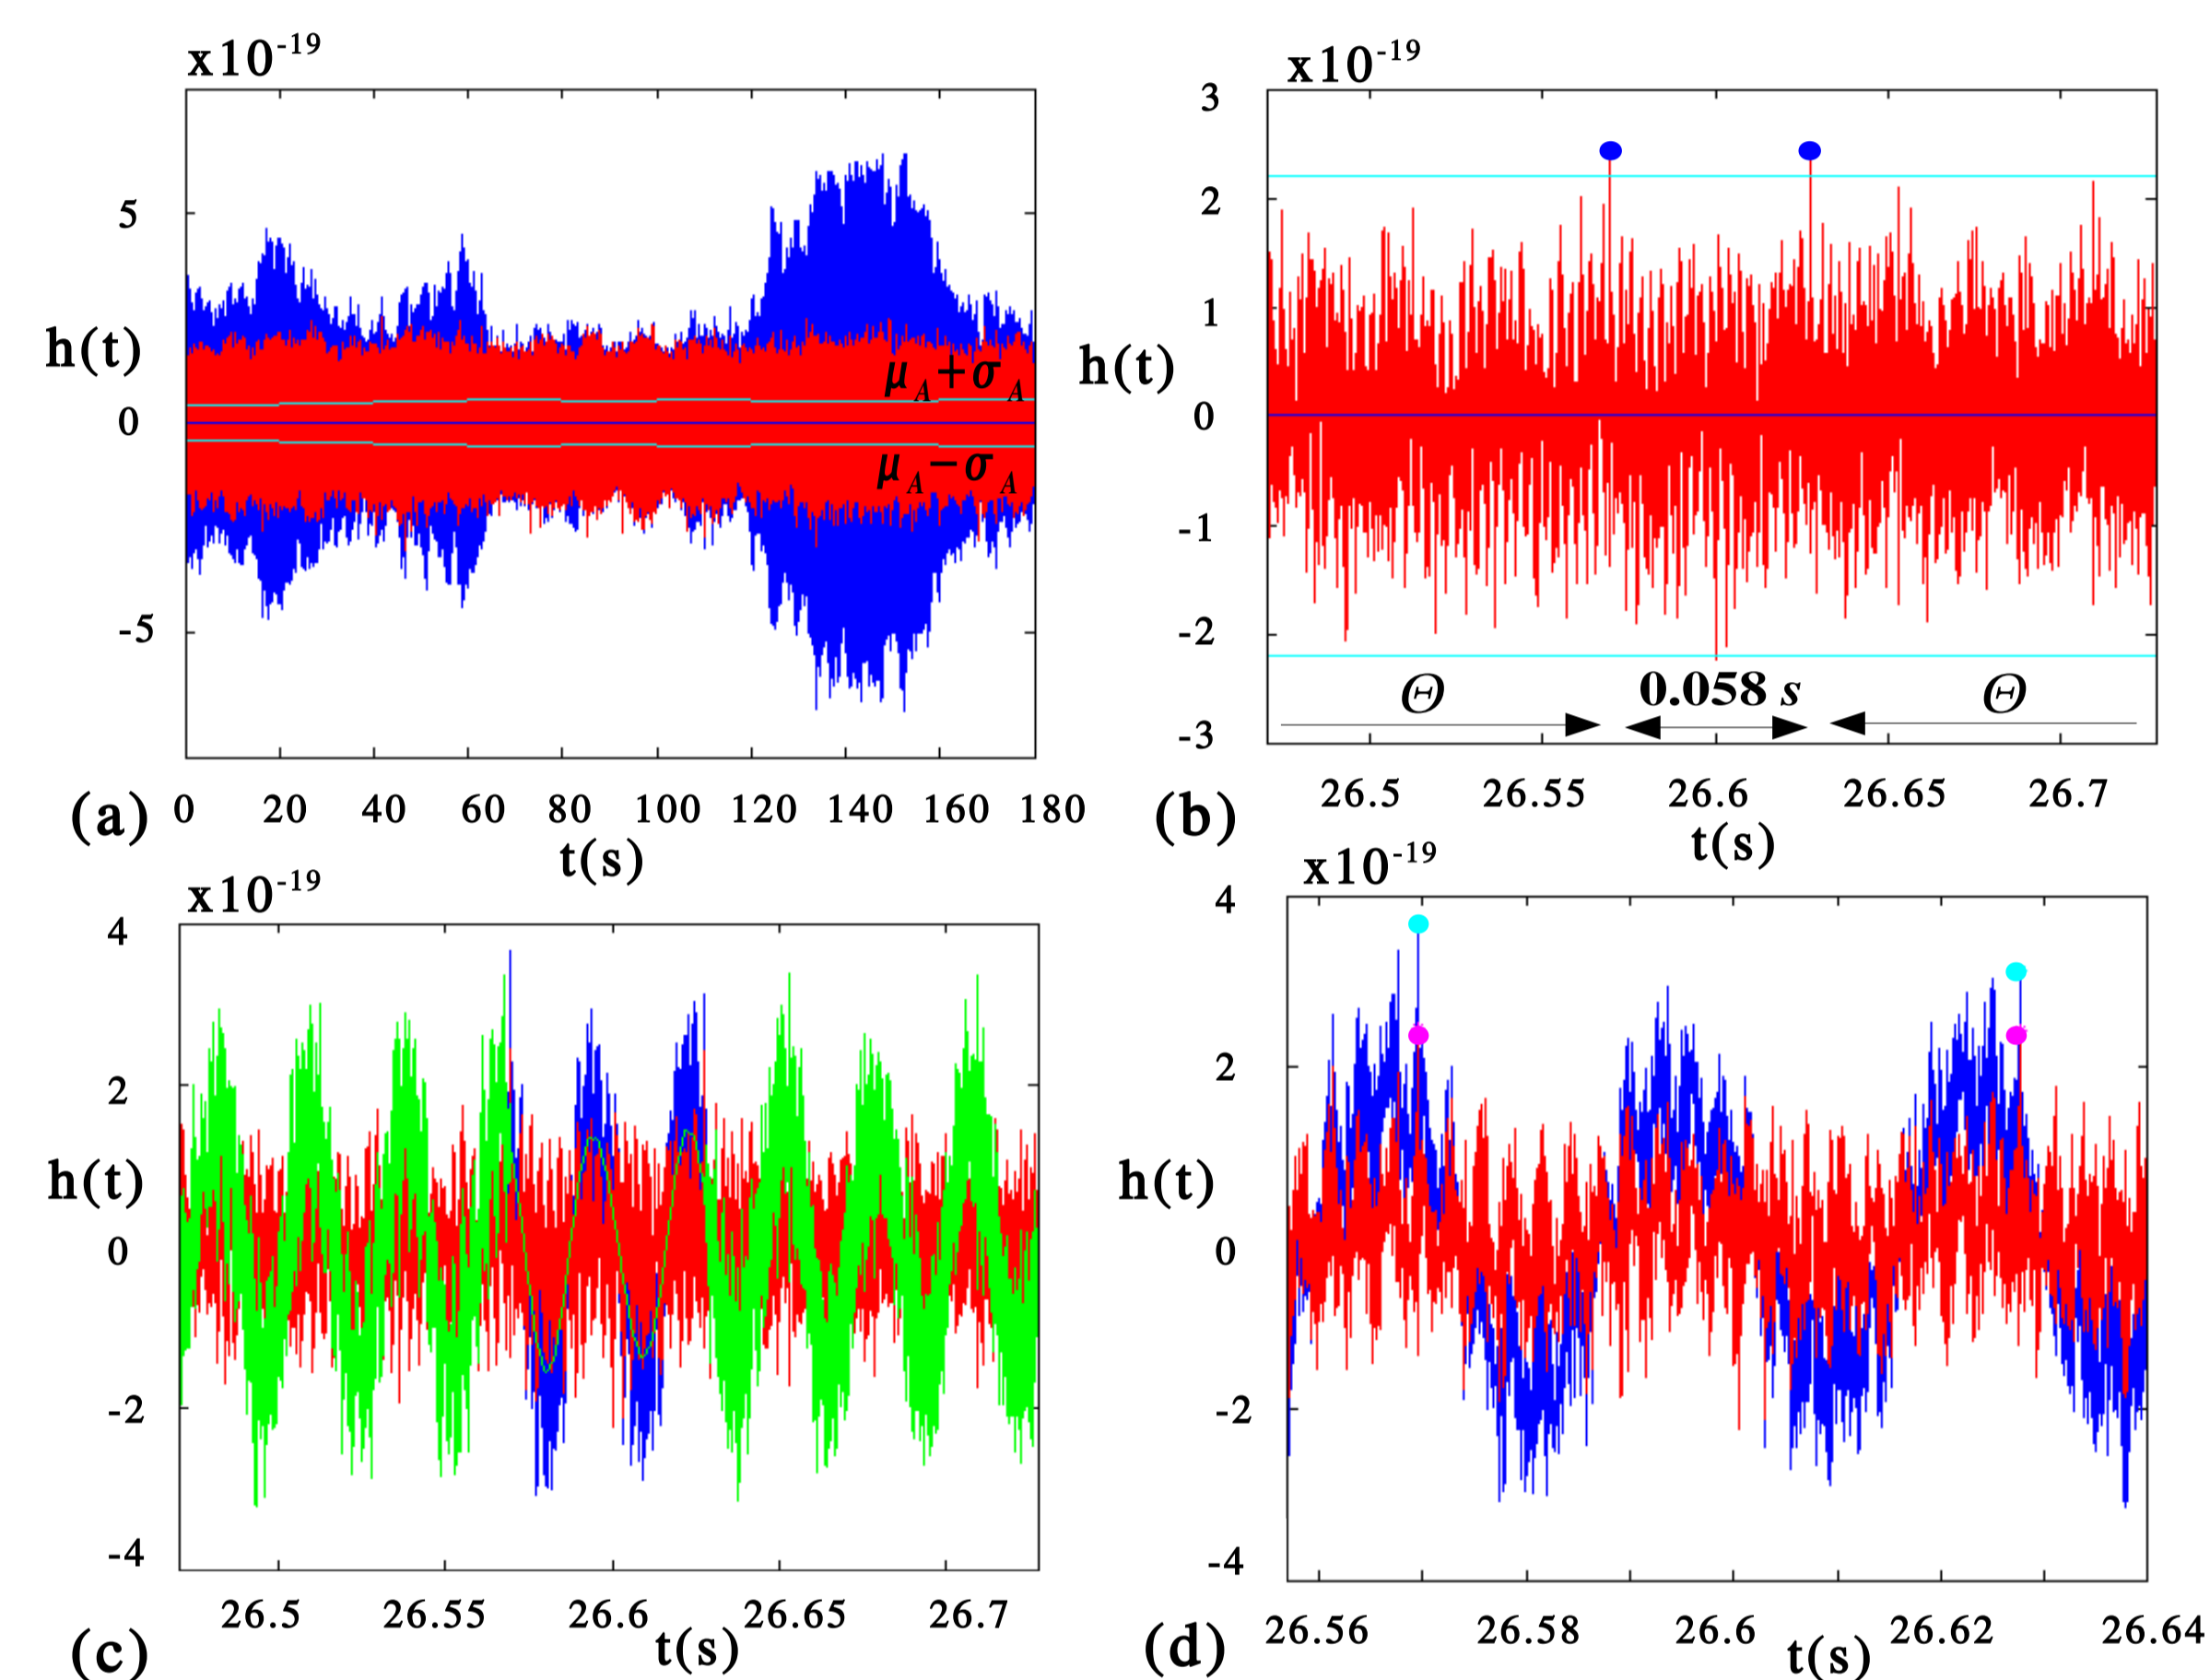 x10^-19
5
h(t)
0
-5
μ_A+σ_A
μ_A−σ_A
0 20 40 60 80 100 120 140 160 180
(a)
t(s)
x10^-19
3
2
1
h(t)
0
-1
-2
-3
Θ 0.058 s Θ
26.5 26.55 26.6 26.65 26.7
(b)
t(s)
x10^-19
4
2
h(t)
0
-2
-4
26.5 26.55 26.6 26.65 26.7
(c)
t(s)
x10^-19
4
2
h(t)
0
-2
-4
26.56 26.58 26.6 26.62 26.64
(d)
t(s)